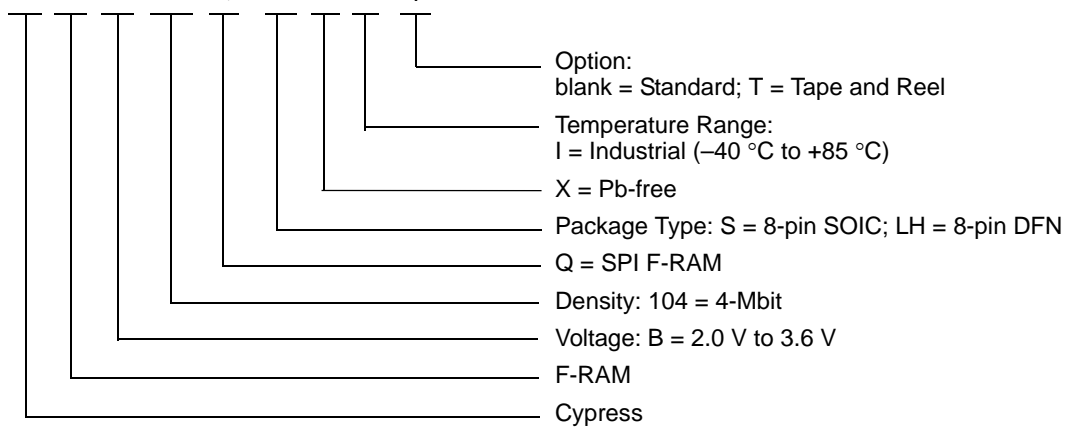 Option:
blank = Standard; T = Tape and Reel
Temperature Range:
I = Industrial (–40 °C to +85 °C)
X = Pb-free
Package Type: S = 8-pin SOIC; LH = 8-pin DFN
Q = SPI F-RAM
Density: 104 = 4-Mbit
Voltage: B = 2.0 V to 3.6 V
F-RAM
Cypress